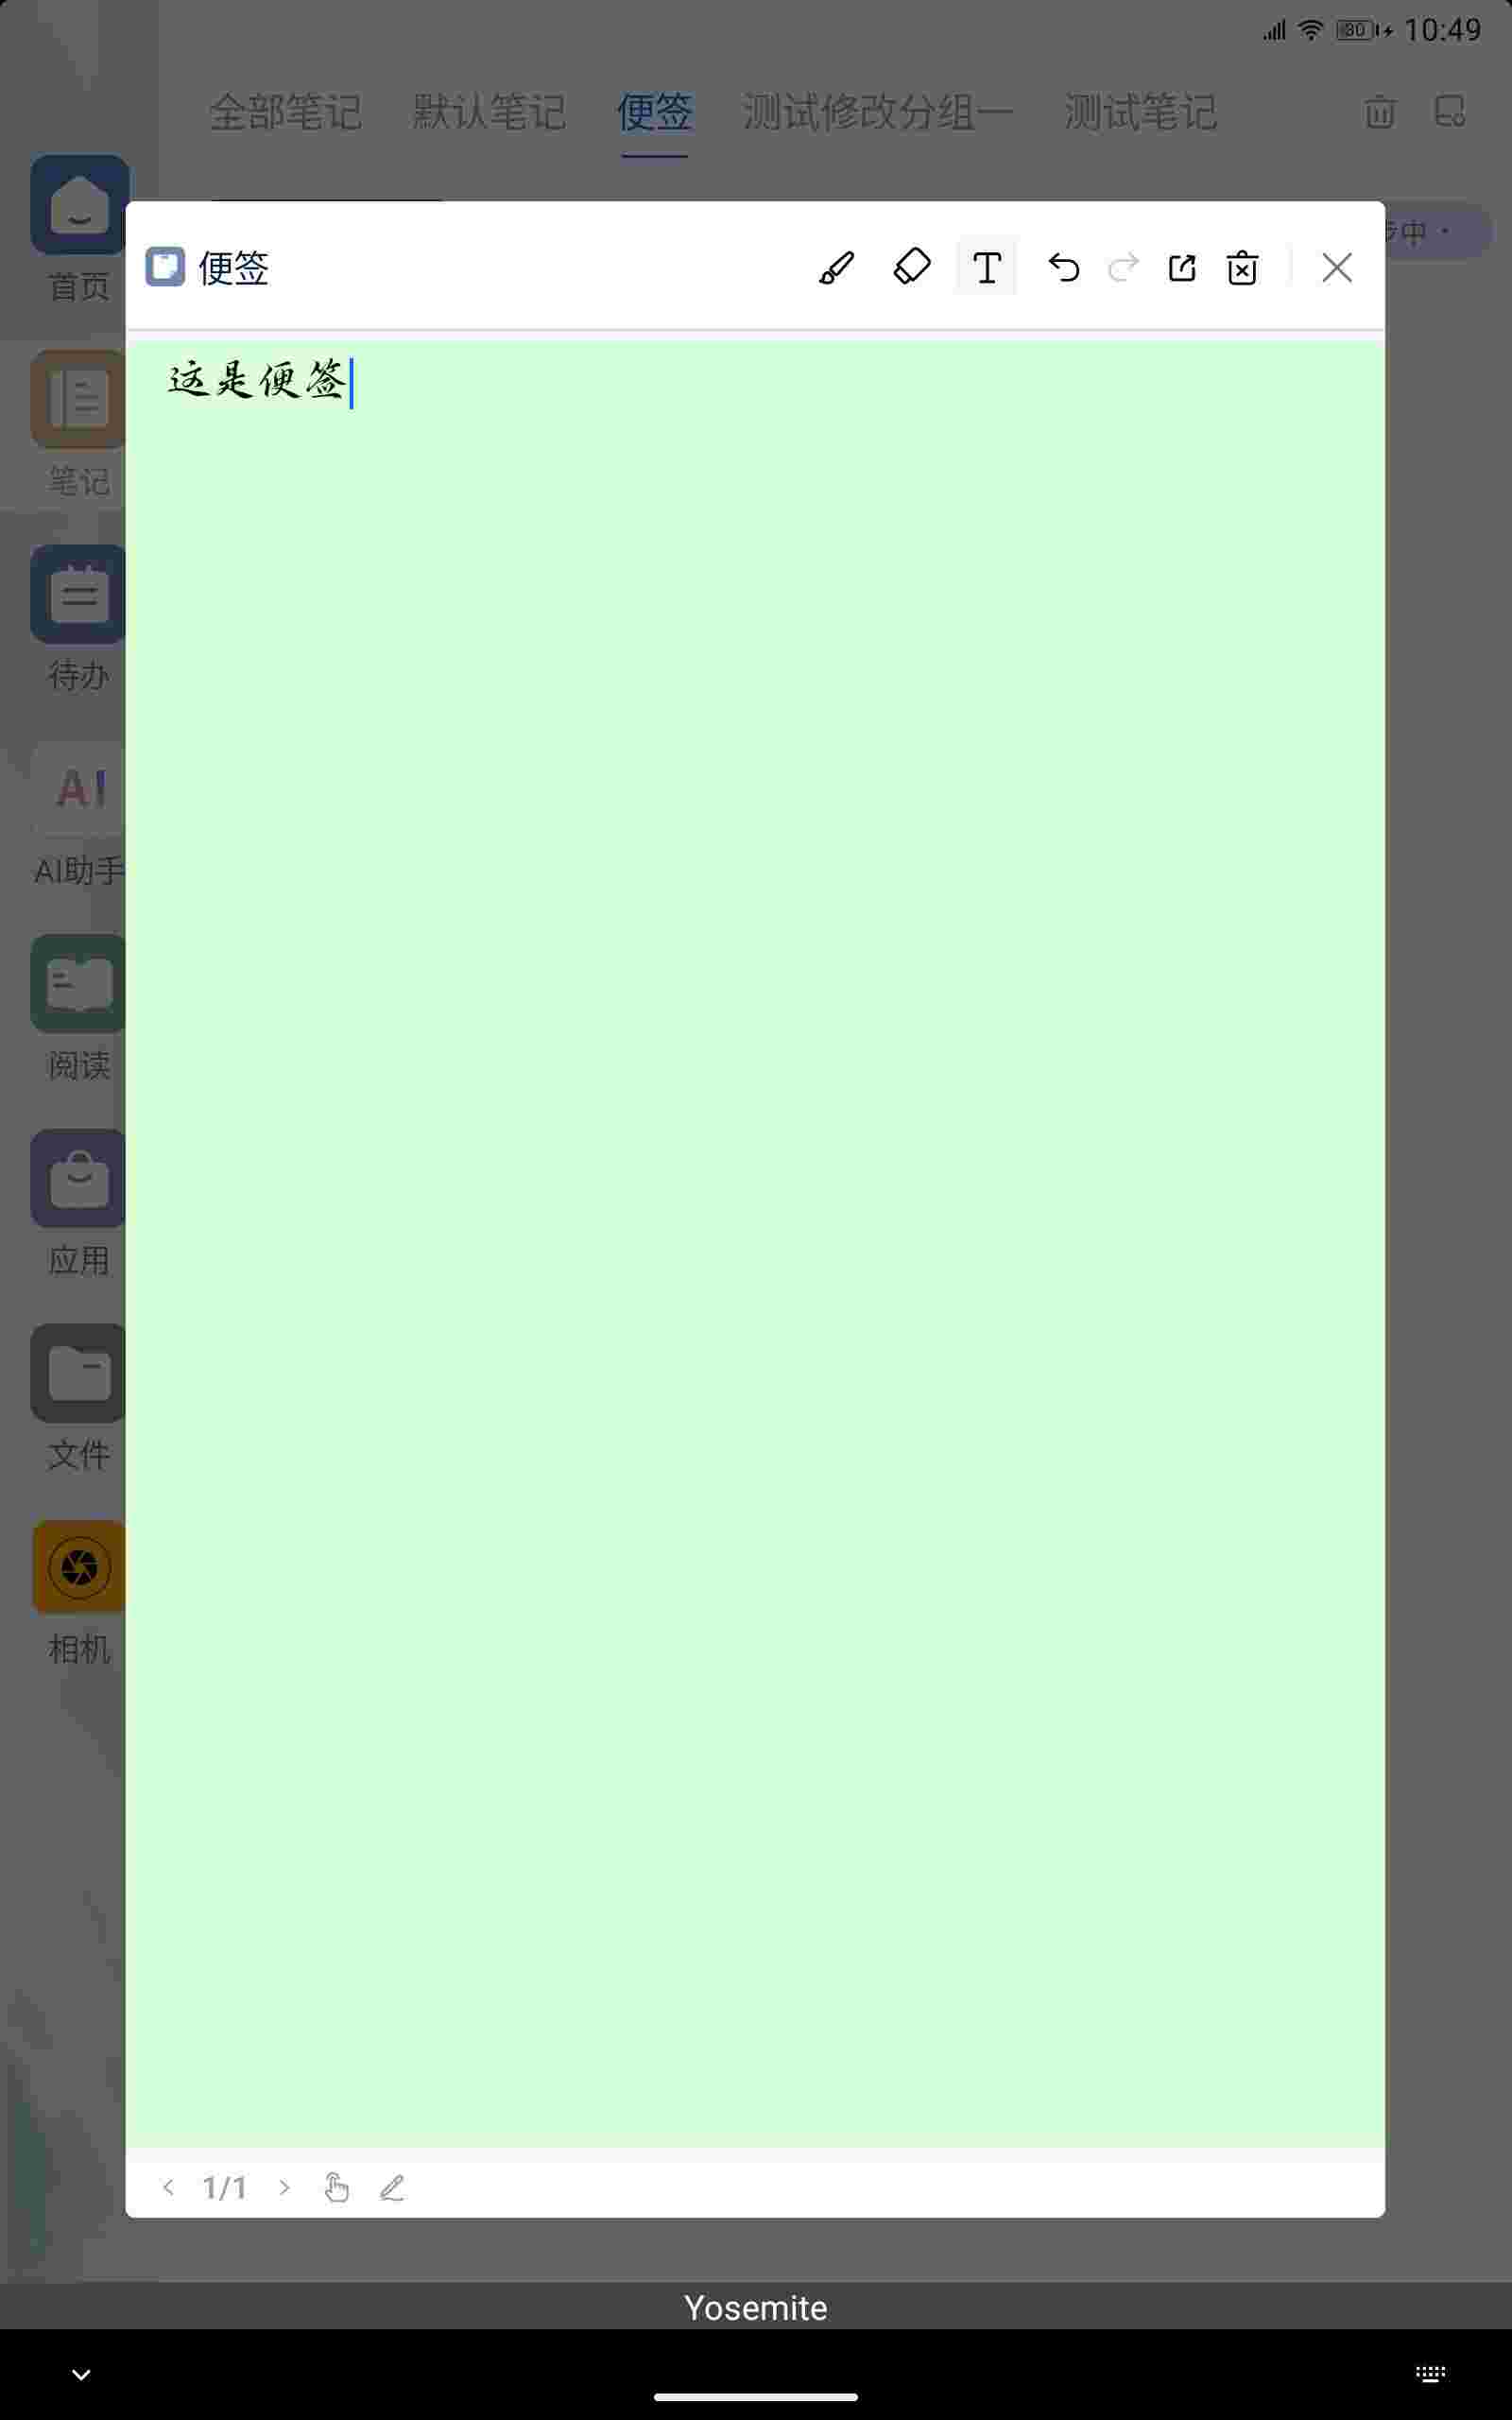 80 10:49
全部笔记 默认笔记 便签 测试修改分组一 测试笔记
步中 ·
首页
便签
这是便签
笔记
待办
AI
AI助手
阅读
应用
文件
相机
1/1
Yosemite